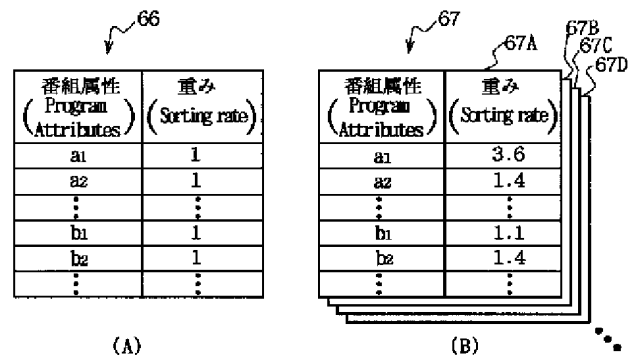 66
番組属性
(Program Attributes)
重み
(Sorting rate)
a1 1
a2 1
⋮ ⋮
b1 1
b2 1
⋮ ⋮
(A)
67
67A
67B
67C
67D
番組属性
(Program Attributes)
重み
(Sorting rate)
a1 3.6
a2 1.4
⋮ ⋮
b1 1.1
b2 1.4
⋮ ⋮
(B)